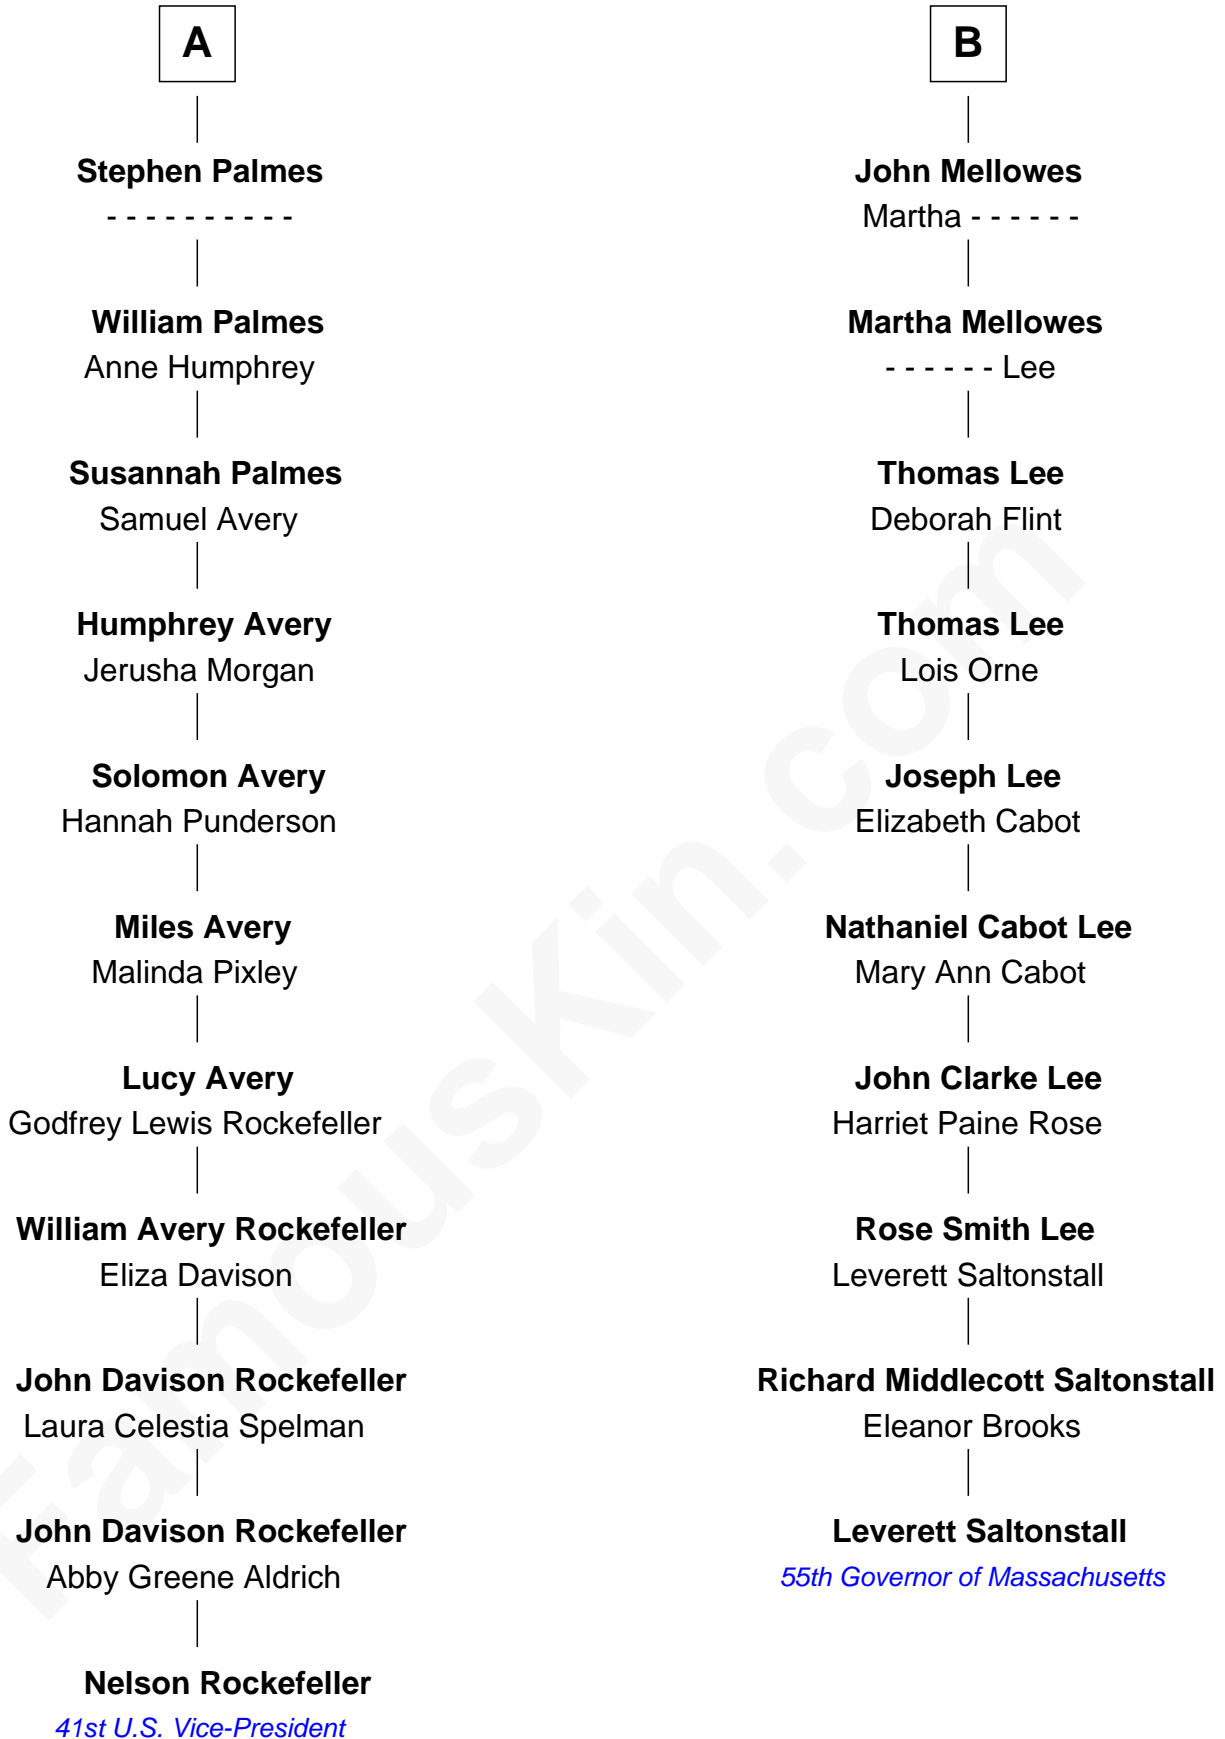 A
Stephen Palmes
- - - - - - - - - -
William Palmes
Anne Humphrey
Susannah Palmes
Samuel Avery
Humphrey Avery
Jerusha Morgan
Solomon Avery
Hannah Punderson
Miles Avery
Malinda Pixley
Lucy Avery
Godfrey Lewis Rockefeller
William Avery Rockefeller
Eliza Davison
John Davison Rockefeller
Laura Celestia Spelman
John Davison Rockefeller
Abby Greene Aldrich
Nelson Rockefeller
41st U.S. Vice-President
B
John Mellowes
Martha - - - - - -
Martha Mellowes
- - - - - - Lee
Thomas Lee
Deborah Flint
Thomas Lee
Lois Orne
Joseph Lee
Elizabeth Cabot
Nathaniel Cabot Lee
Mary Ann Cabot
John Clarke Lee
Harriet Paine Rose
Rose Smith Lee
Leverett Saltonstall
Richard Middlecott Saltonstall
Eleanor Brooks
Leverett Saltonstall
55th Governor of Massachusetts
FamousKin.com